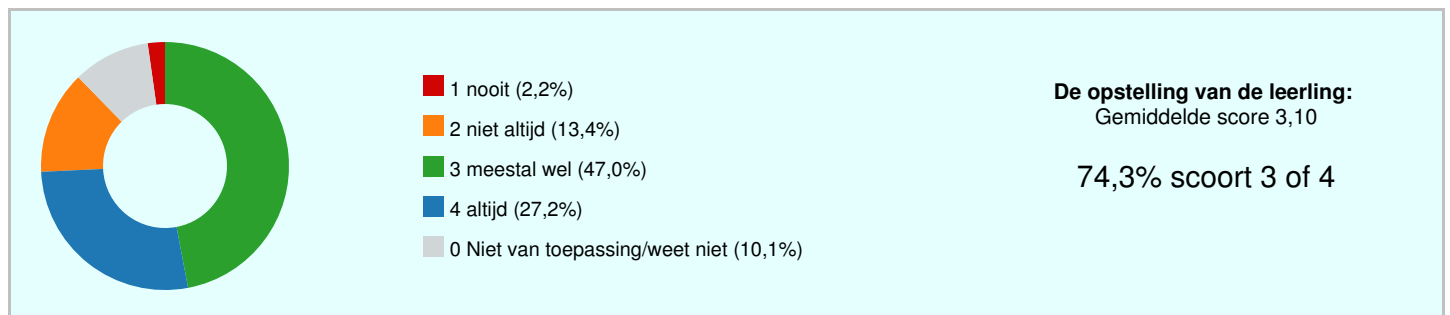 1 nooit (2,2%)
2 niet altijd (13,4%)
3 meestal wel (47,0%)
4 altijd (27,2%)
0 Niet van toepassing/weet niet (10,1%)
De opstelling van de leerling:
Gemiddelde score 3,10
74,3% scoort 3 of 4